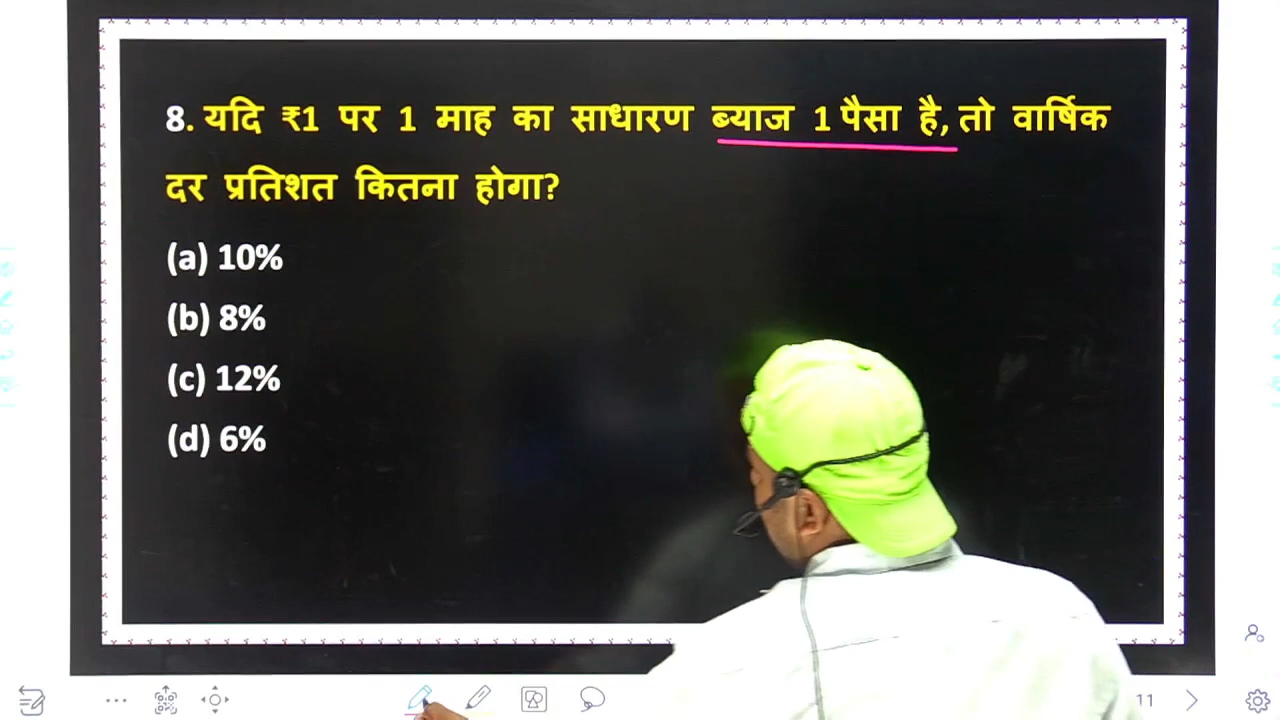 8. यदि ₹1 पर 1 माह का साधारण ब्याज 1 पैसा है, तो वार्षिक
दर प्रतिशत कितना होगा?
(a) 10%
(b) 8%
(c) 12%
(d) 6%
11